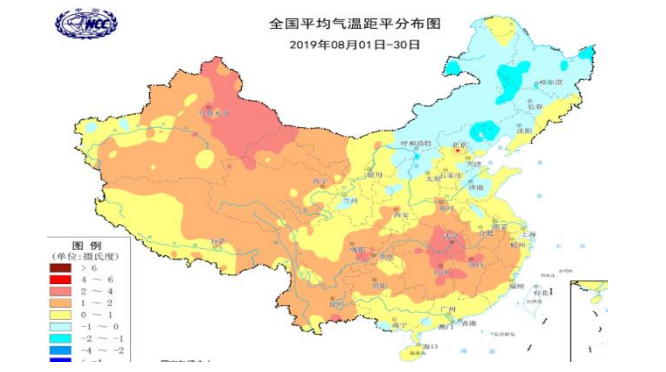 NCC
全国平均气温距平分布图
2019年08月01日-30日
哈尔滨
长春
乌鲁木齐
沈阳
呼和浩特
北京
天津
银川
太原
石家庄
西宁
济南
兰州
郑州
西安
南京
合肥
上海
拉萨
武汉
杭州
成都
重庆
南昌
长沙
贵阳
福州
台北
昆明
广州
南宁
澳门
香港
海口
图 例
(单位:摄氏度)
> 6
4 ~ 6
2 ~ 4
1 ~ 2
0 ~ 1
-1 ~ 0
-2 ~ -1
-4 ~ -2